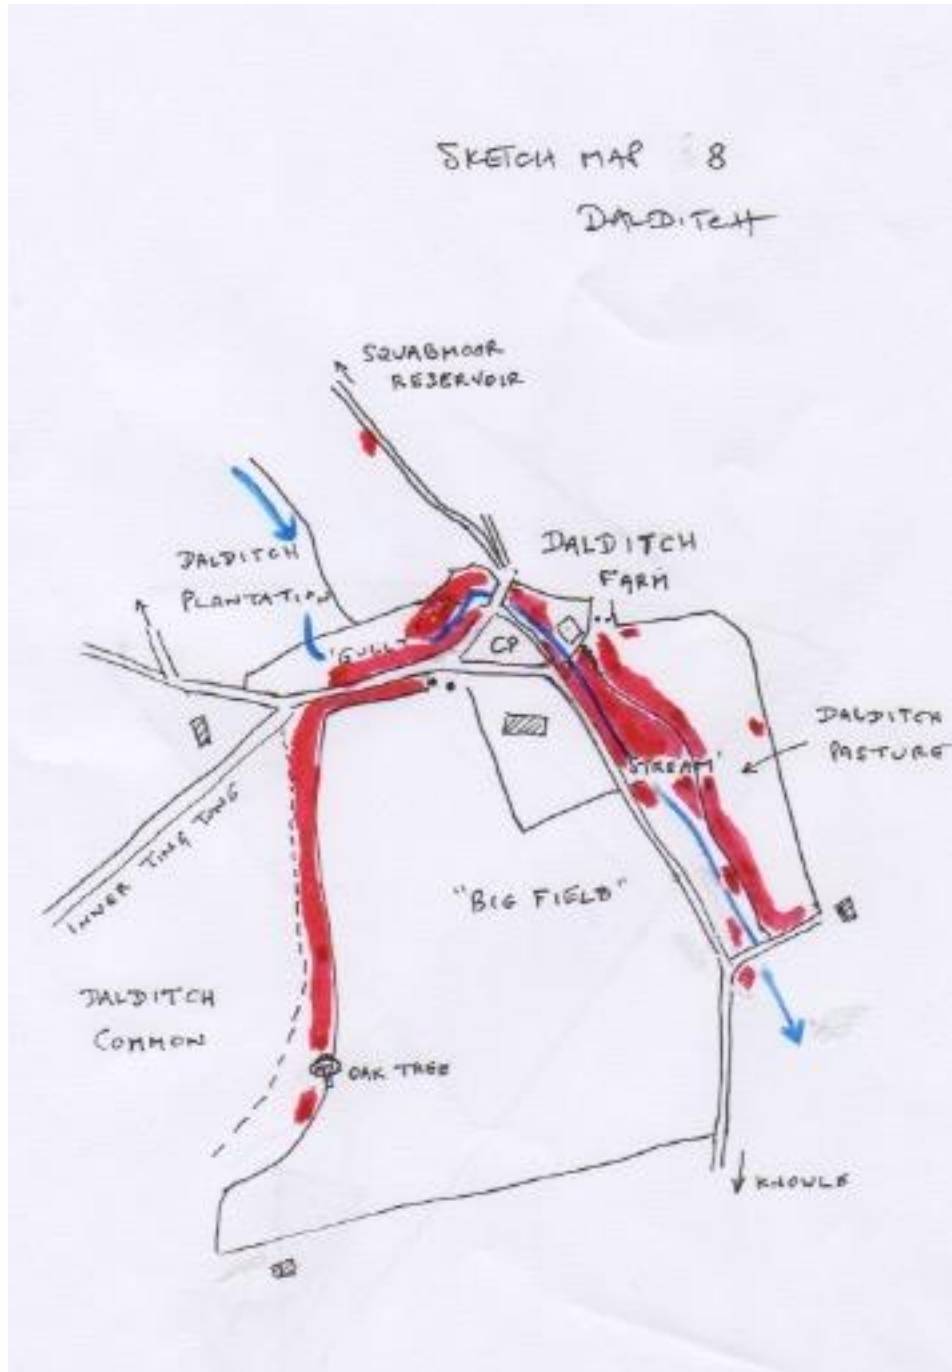 SKETCH MAP 8
DALDITCH
SQUABMOOR
RESERVOIR
DALDITCH
FARM
DALDITCH
PLANTATION
'GULLY'
CP
DALDITCH
PASTURE
'STREAM'
INNER TING TONG
"BIG FIELD"
DALDITCH
COMMON
OAK TREE
KNOWLE